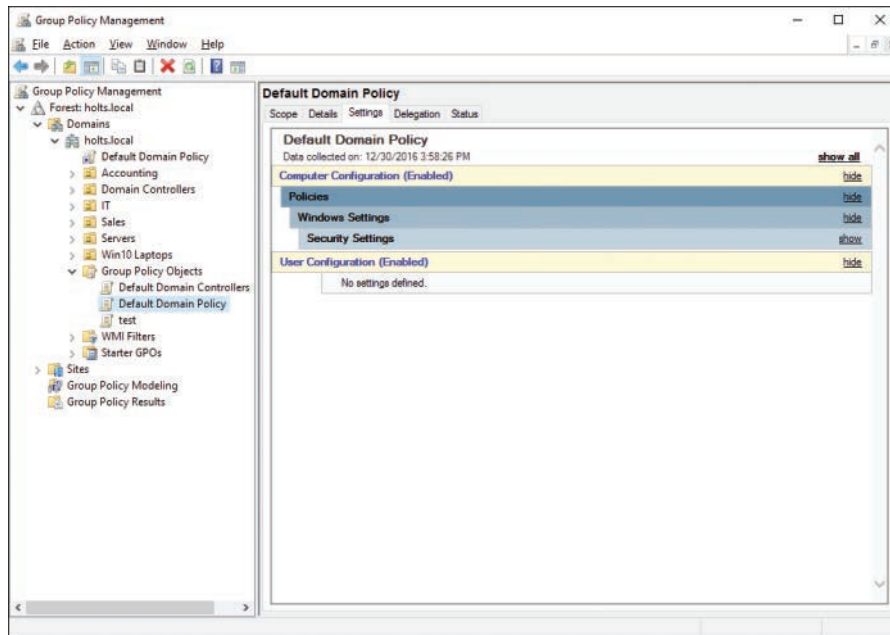 Group Policy Management
File Action View Window Help
Group Policy Management
Forest: holts.local
Domains
holts.local
Default Domain Policy
Accounting
Domain Controllers
IT
Sales
Servers
Win10 Laptops
Group Policy Objects
Default Domain Controllers
Default Domain Policy
test
WMI Filters
Starter GPOs
Sites
Group Policy Modeling
Group Policy Results
Default Domain Policy
Scope Details Settings Delegation Status
Default Domain Policy
Data collected on: 12/30/2016 3:58:26 PM show all
Computer Configuration (Enabled) hide
Policies hide
Windows Settings hide
Security Settings show
User Configuration (Enabled) hide
No settings defined.